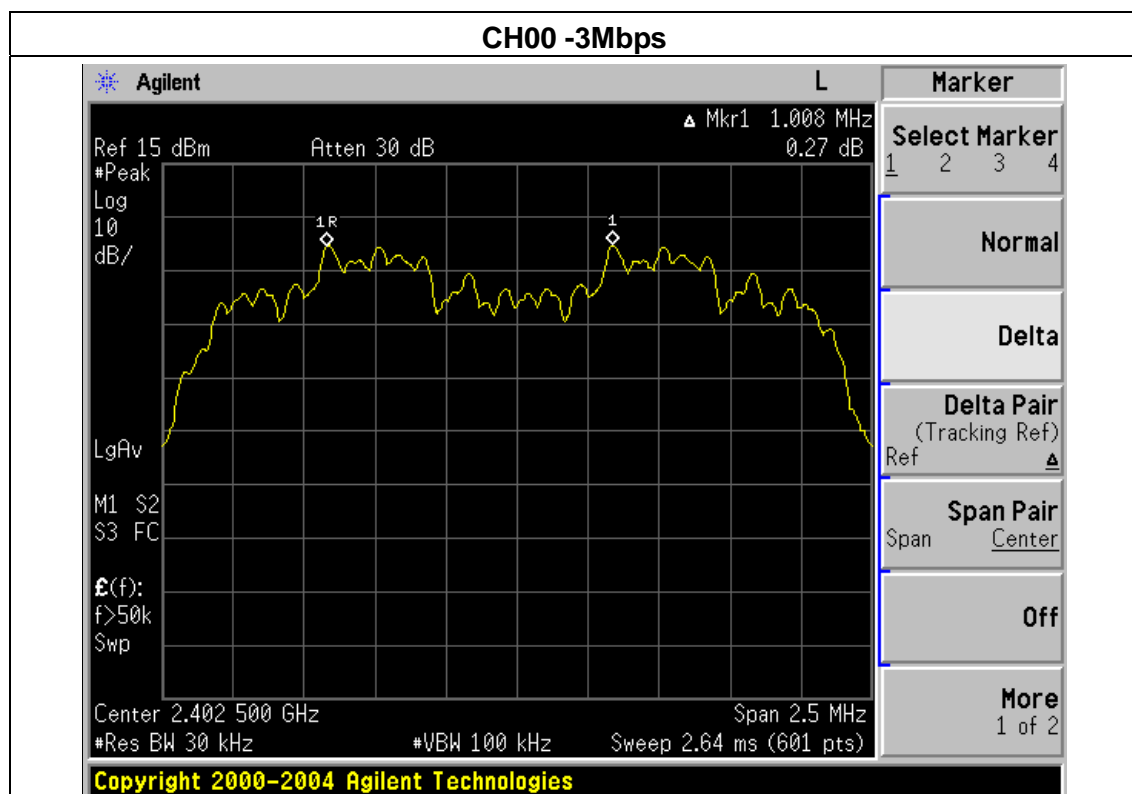 CH00 -3Mbps
Agilent L Marker
Δ Mkr1 1.008 MHz
Ref 15 dBm Atten 30 dB 0.27 dB
#Peak
Log
10
dB/
1R
1
LgAv
M1 S2
S3 FC
£(f):
f>50k
Swp
Center 2.402 500 GHz Span 2.5 MHz
#Res BW 30 kHz #VBW 100 kHz Sweep 2.64 ms (601 pts)
Copyright 2000-2004 Agilent Technologies
Select Marker
1 2 3 4
Normal
Delta
Delta Pair
(Tracking Ref)
Ref Δ
Span Pair
Span Center
Off
More
1 of 2